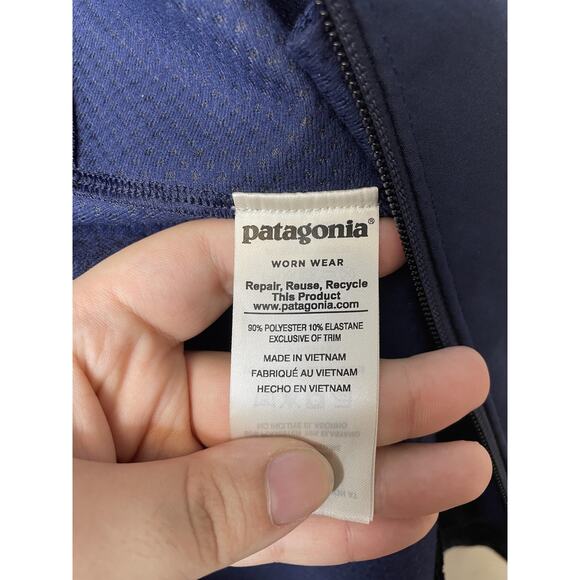 patagonia®
WORN WEAR
Repair, Reuse, Recycle
This Product
www.patagonia.com
90% POLYESTER 10% ELASTANE
EXCLUSIVE OF TRIM
MADE IN VIETNAM
FABRIQUÉ AU VIETNAM
HECHO EN VIETNAM